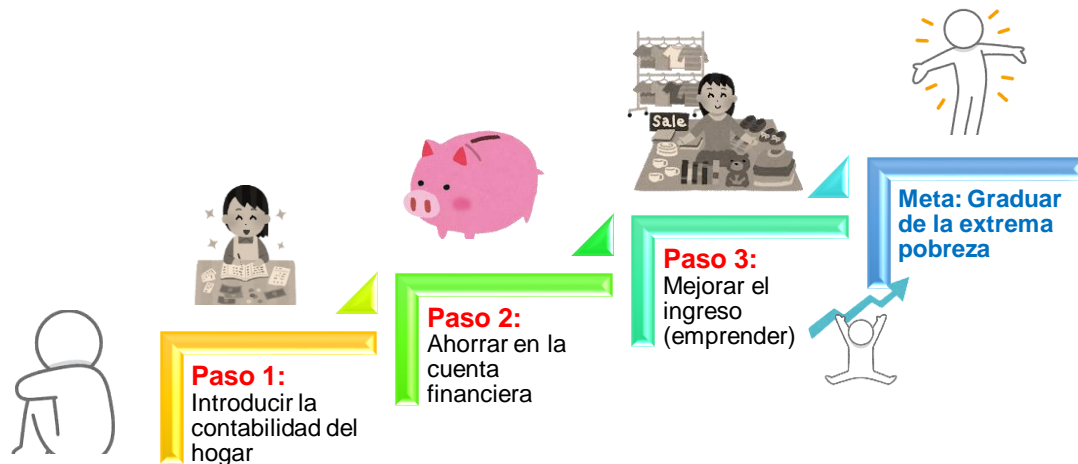 Paso 1:
Introducir la
contabilidad del
hogar
Paso 2:
Ahorrar en la
cuenta
financiera
Paso 3:
Mejorar el
ingreso
(emprender)
Sale
Meta: Graduar
de la extrema
pobreza